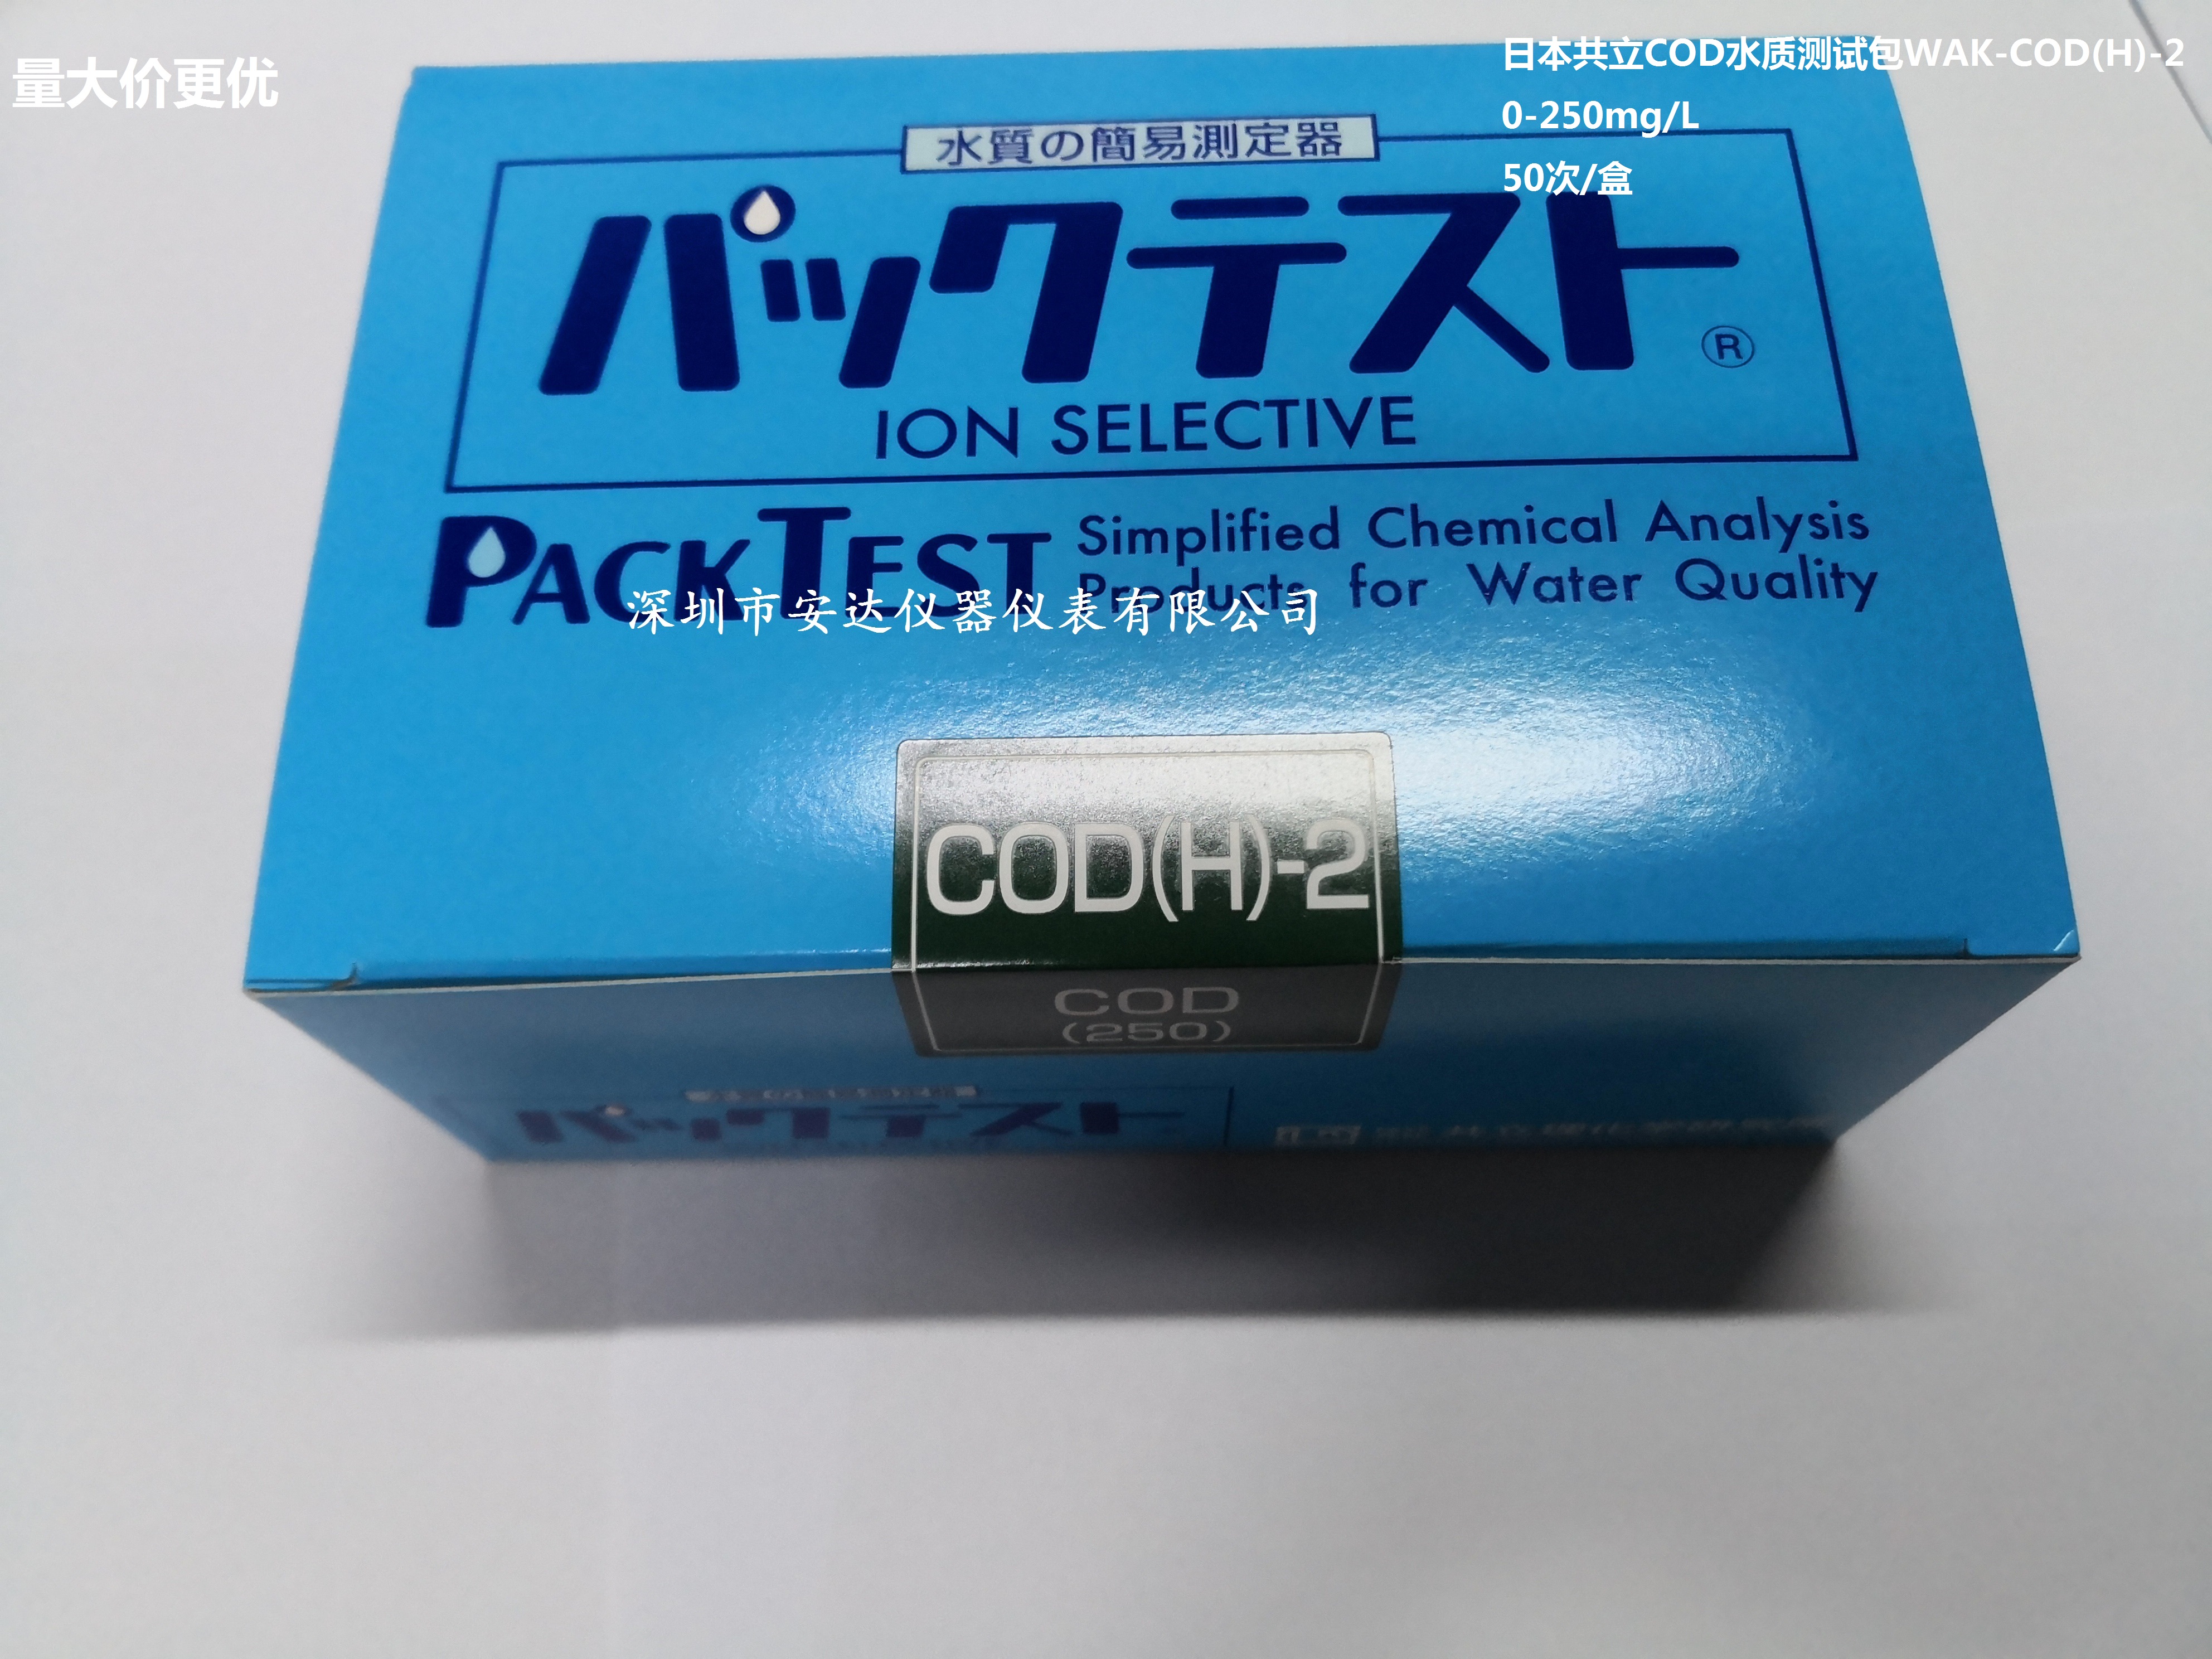 量大价更优
日本共立COD水质测试包WAK-COD(H)-2
0-250mg/L
50次/盒
水質の簡易測定器
パックテスト®
ION SELECTIVE
PACKTEST
Simplified Chemical Analysis
Products for Water Quality
深圳市安达仪器仪表有限公司
COD(H)-2
COD
(250)
パックテスト